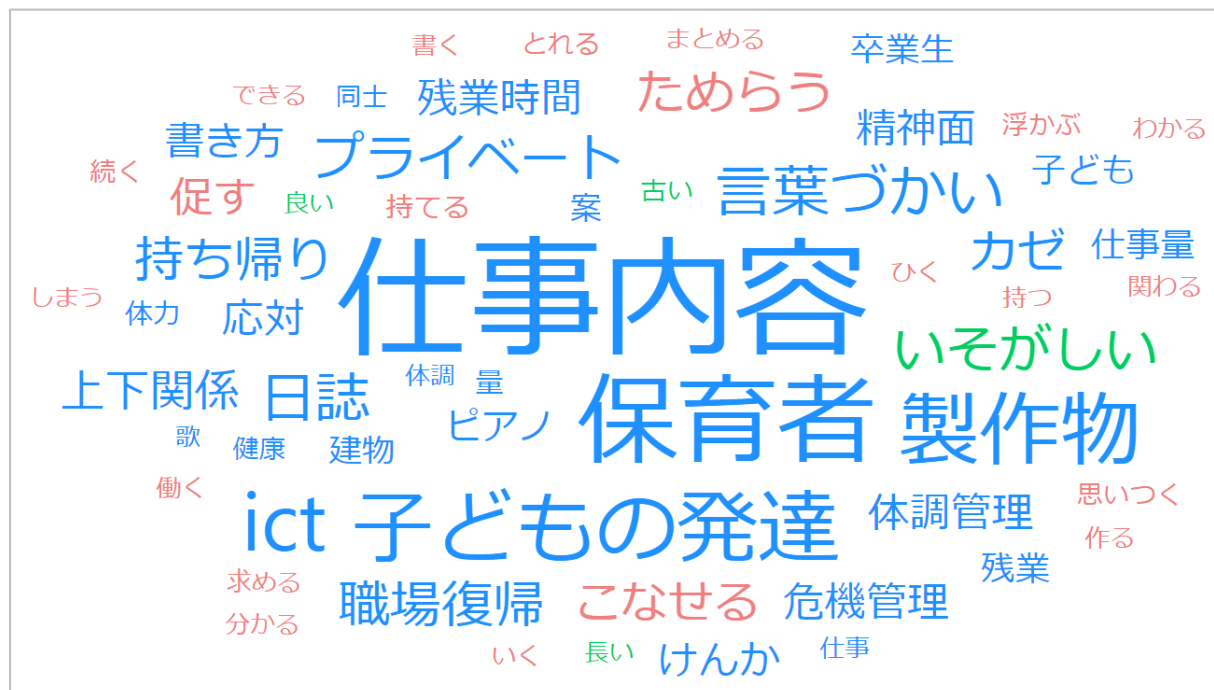 書く とれる まとめる 卒業生
できる 同士 残業時間 ためらう
書き方 プライベート 精神面 浮かぶ わかる
続く 促す 良い 持てる 案 古い 言葉づかい 子ども
持ち帰り 仕事内容 カゼ 仕事量
しまう 体力 応対 ひく 持つ 関わる
いそがしい
上下関係 日誌 体調 量 保育者 製作物
歌 健康 建物 ピアノ
働く ict 子どもの発達 体調管理 思いつく
作る
求める 職場復帰 こなせる 危機管理 残業
分かる いく 長い けんか 仕事